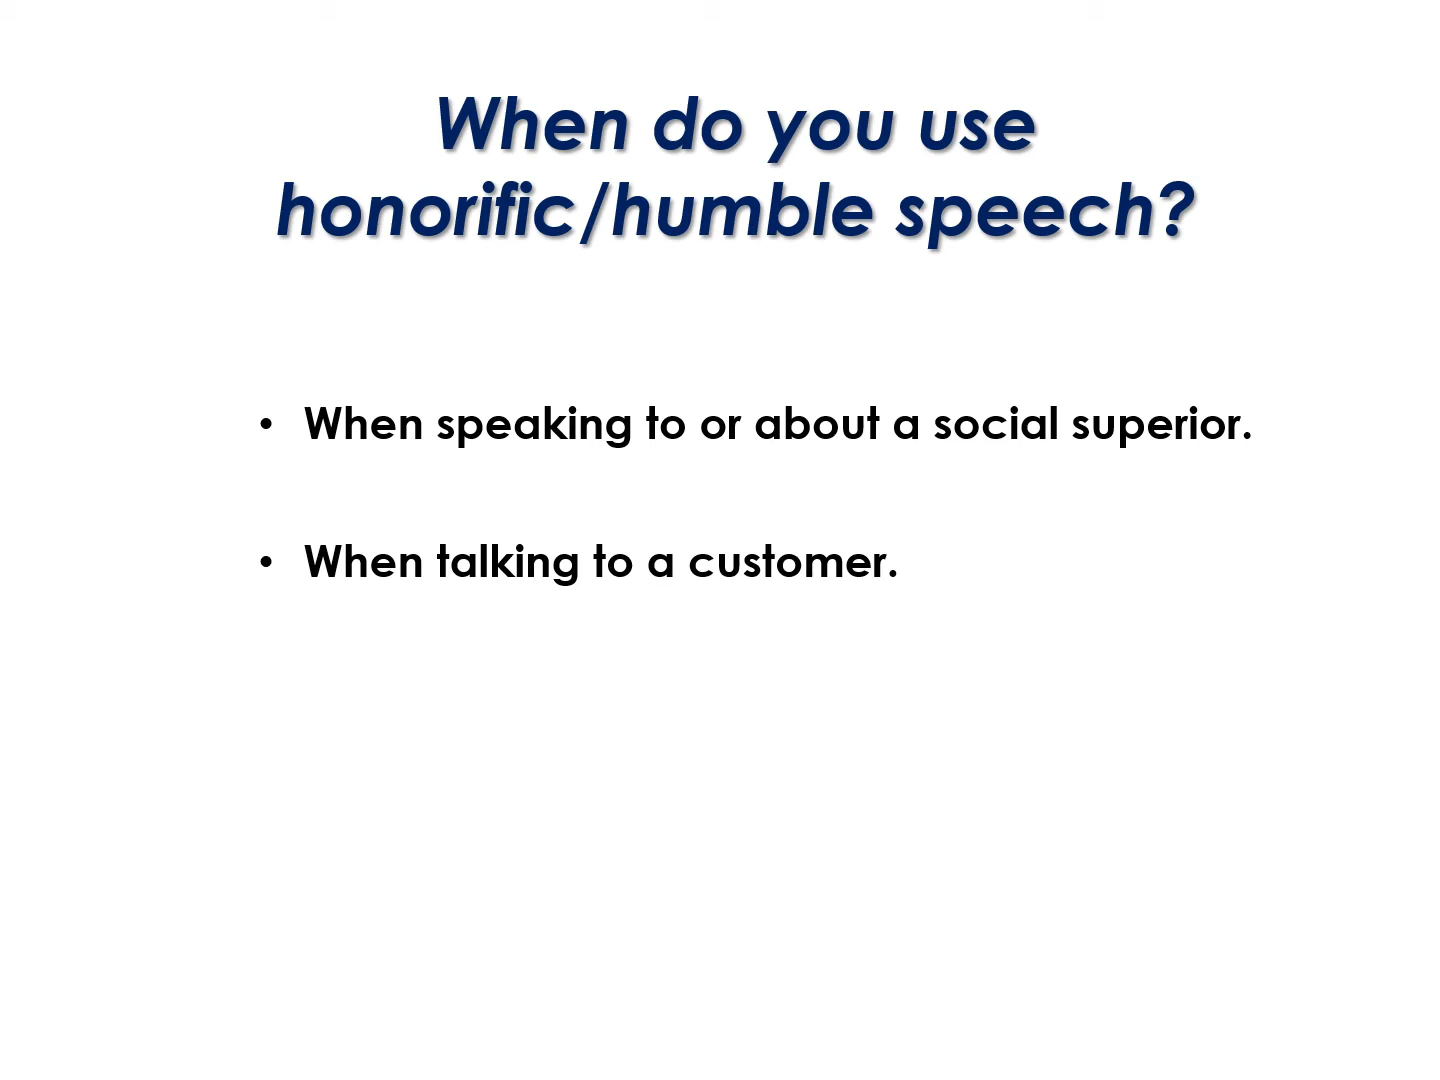 When do you use
honorific/humble speech?
• When speaking to or about a social superior.
• When talking to a customer.